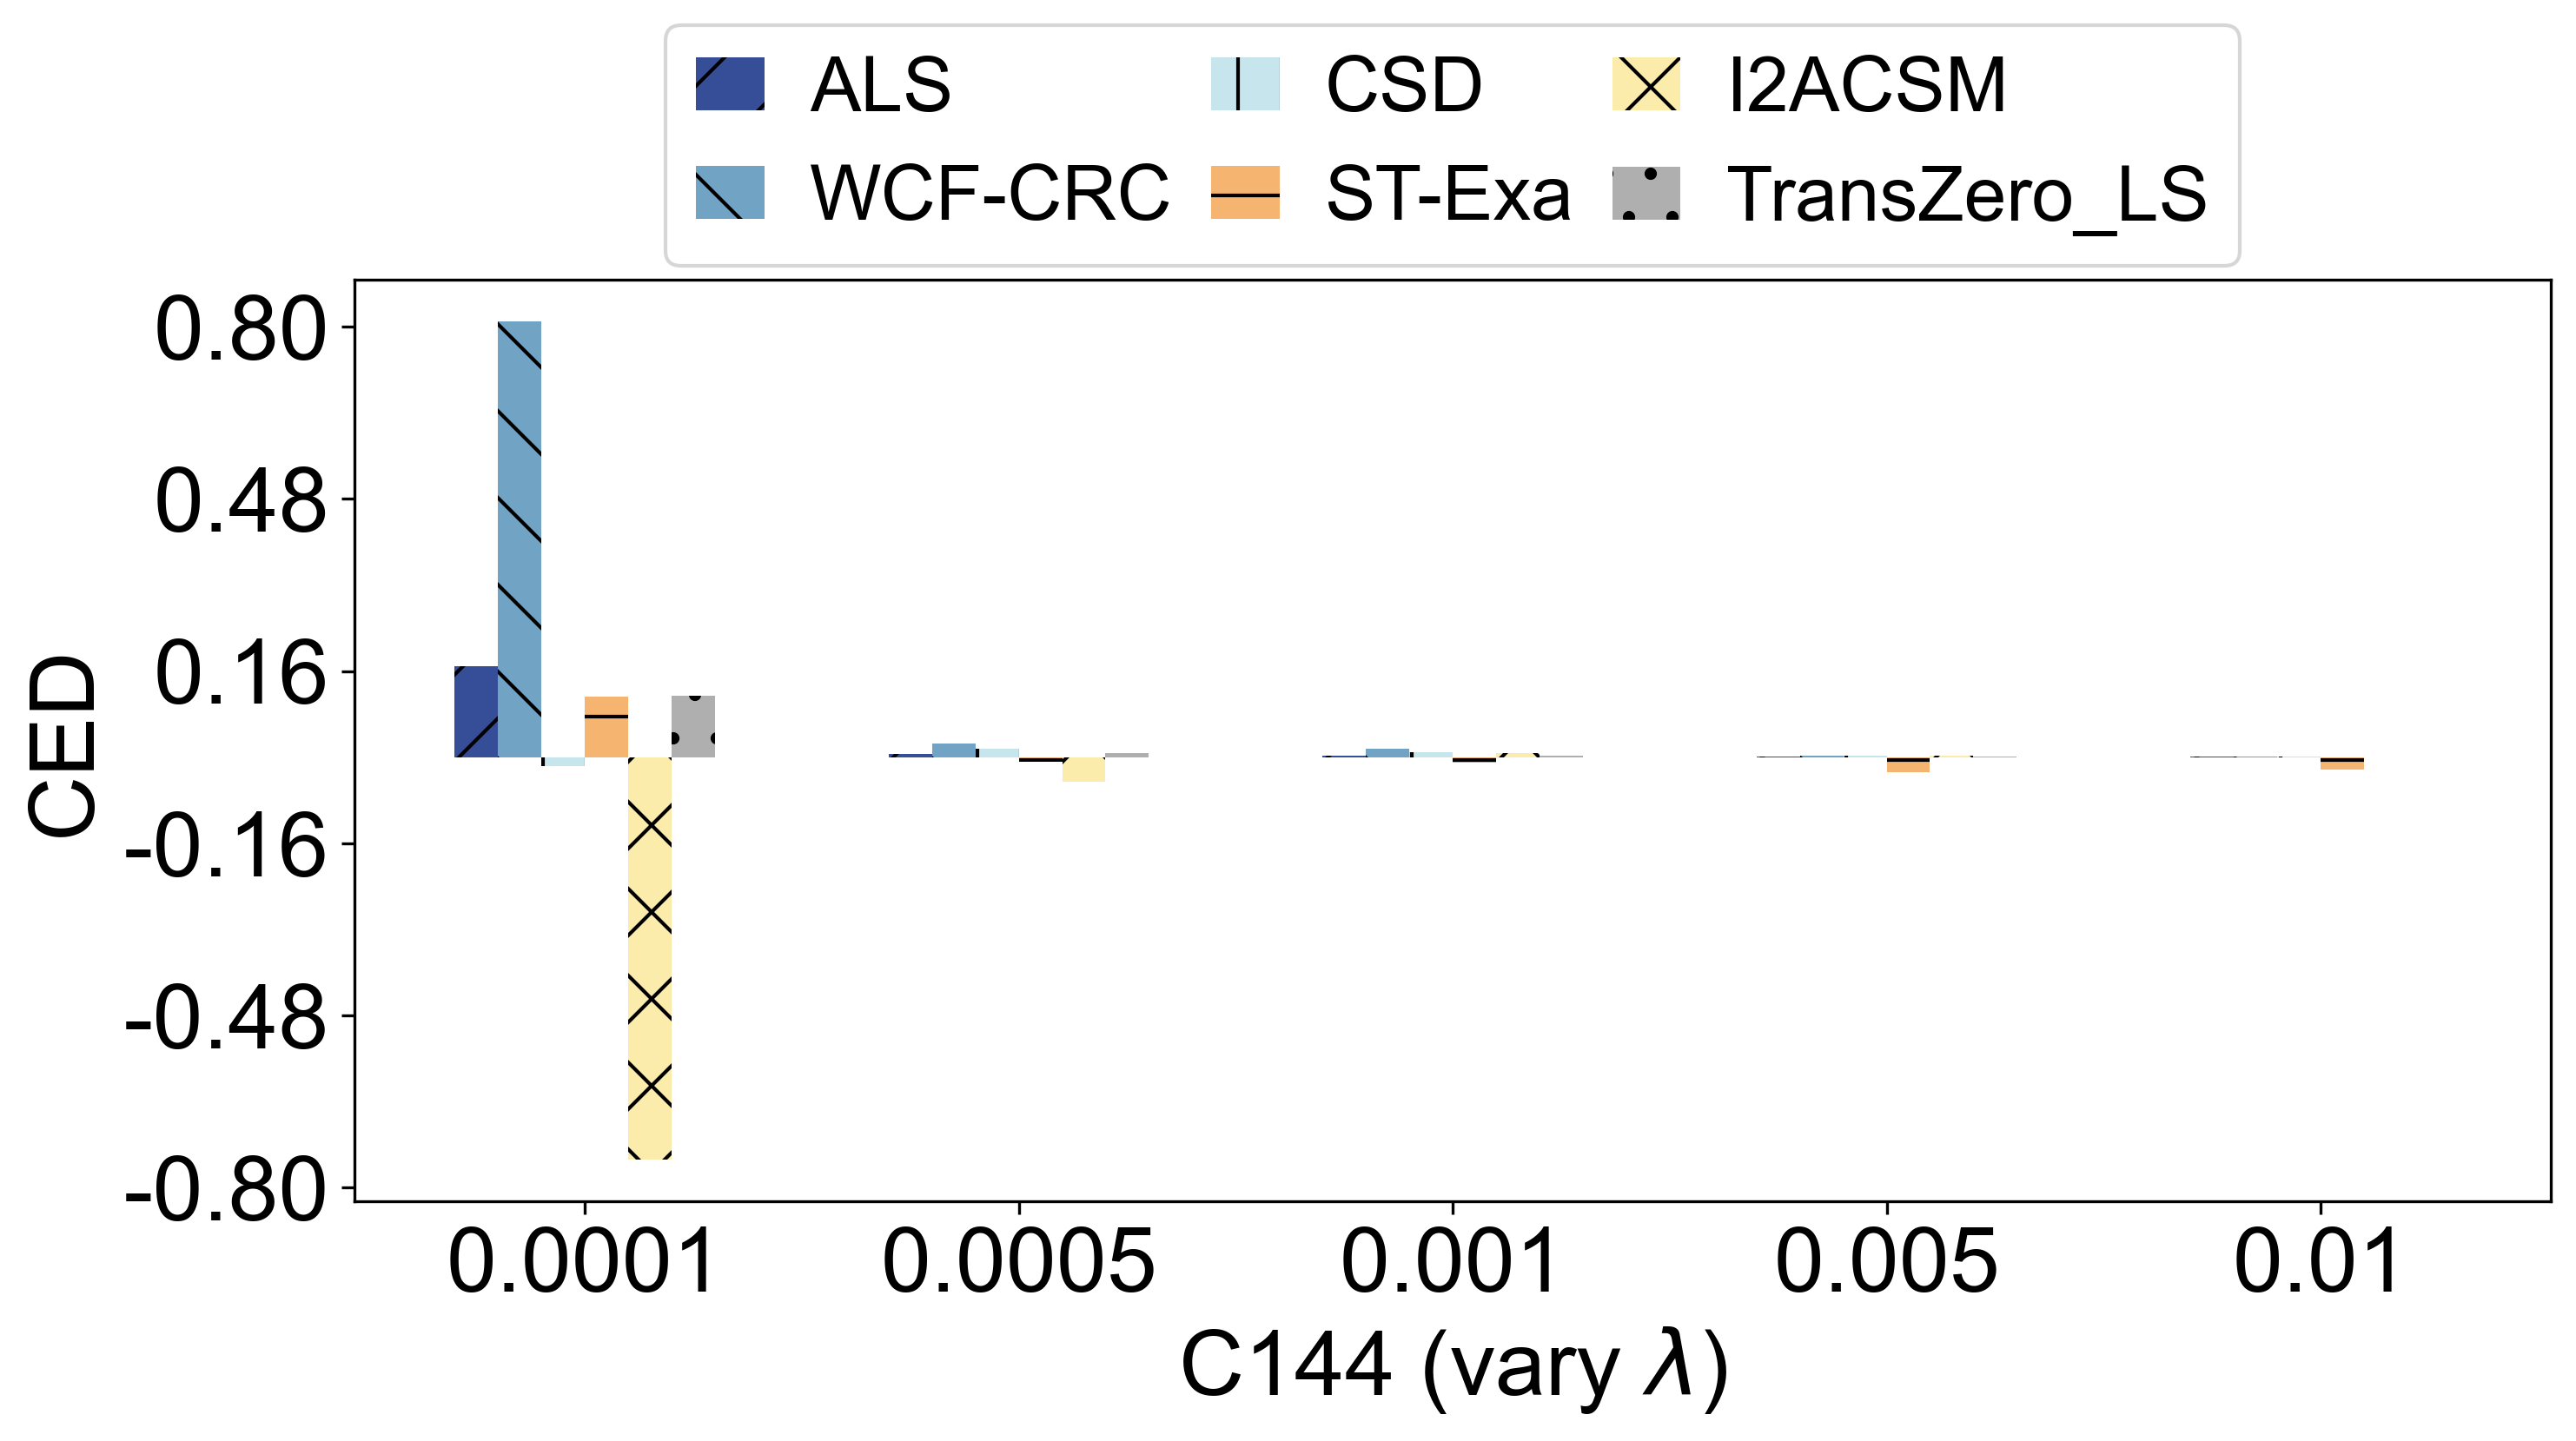 ALS CSD I2ACSM
WCF-CRC ST-Exa TransZero_LS
0.80
0.48
0.16
-0.16
-0.48
-0.80
CED
0.0001 0.0005 0.001 0.005 0.01
C144 (vary λ)